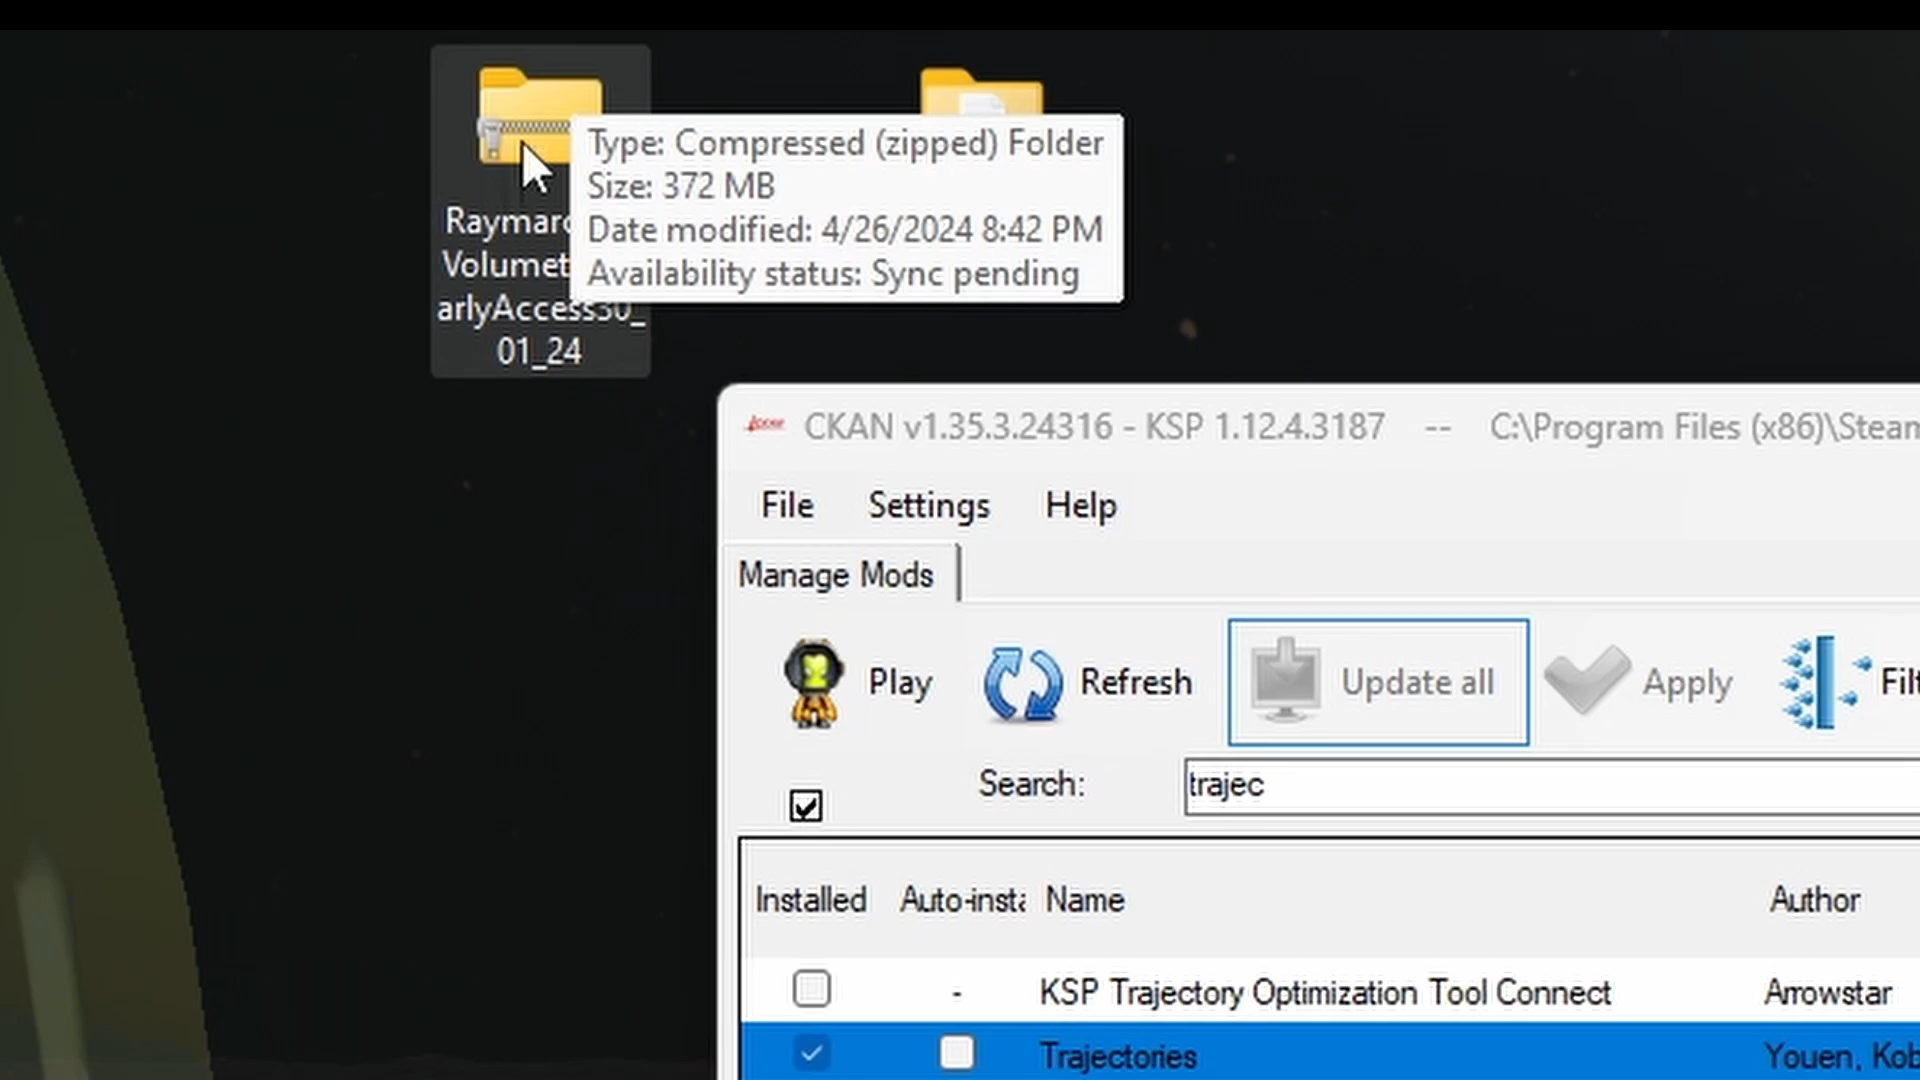 Type: Compressed (zipped) Folder
Size: 372 MB
Date modified: 4/26/2024 8:42 PM
Availability status: Sync pending
Raymarc
Volumet
arlyAccess30_
01_24
CKAN v1.35.3.24316 - KSP 1.12.4.3187 -- C:\Program Files (x86)\Steam
File Settings Help
Manage Mods
Play Refresh Update all Apply Filt
Search: trajec
Installed Auto-insta Name Author
- KSP Trajectory Optimization Tool Connect Arrowstar
Trajectories Youen, Kob